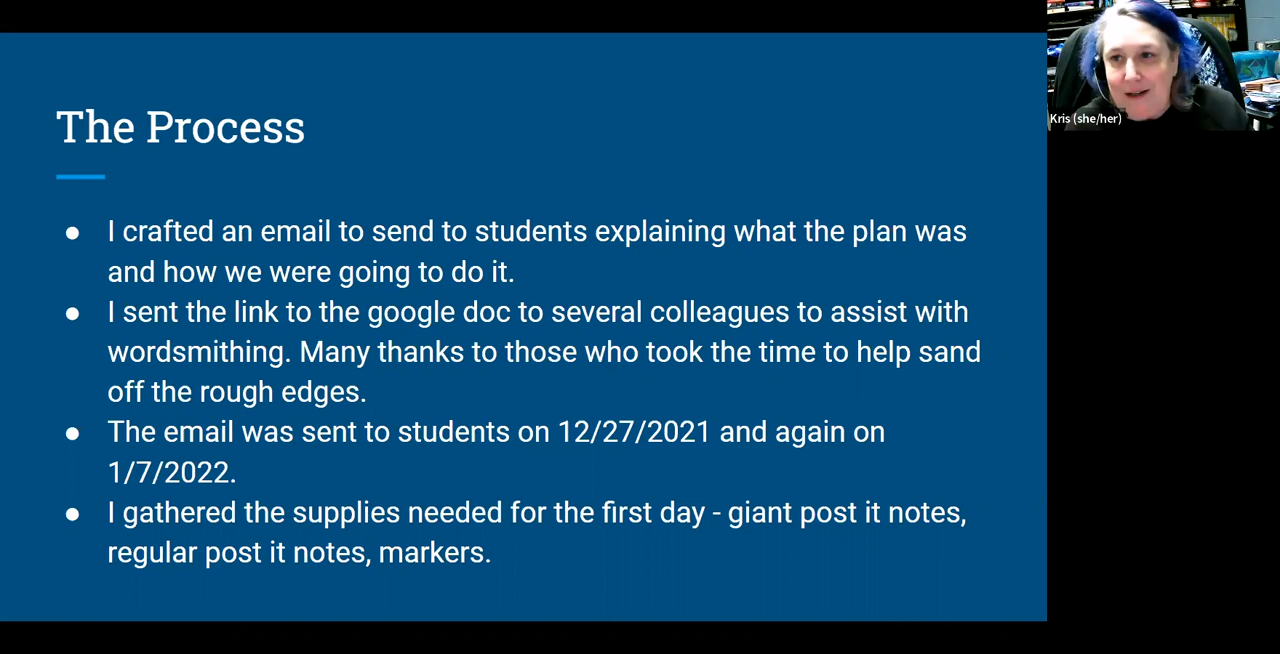 The Process
● I crafted an email to send to students explaining what the plan was
and how we were going to do it.
● I sent the link to the google doc to several colleagues to assist with
wordsmithing. Many thanks to those who took the time to help sand
off the rough edges.
● The email was sent to students on 12/27/2021 and again on
1/7/2022.
● I gathered the supplies needed for the first day - giant post it notes,
regular post it notes, markers.
Kris (she/her)